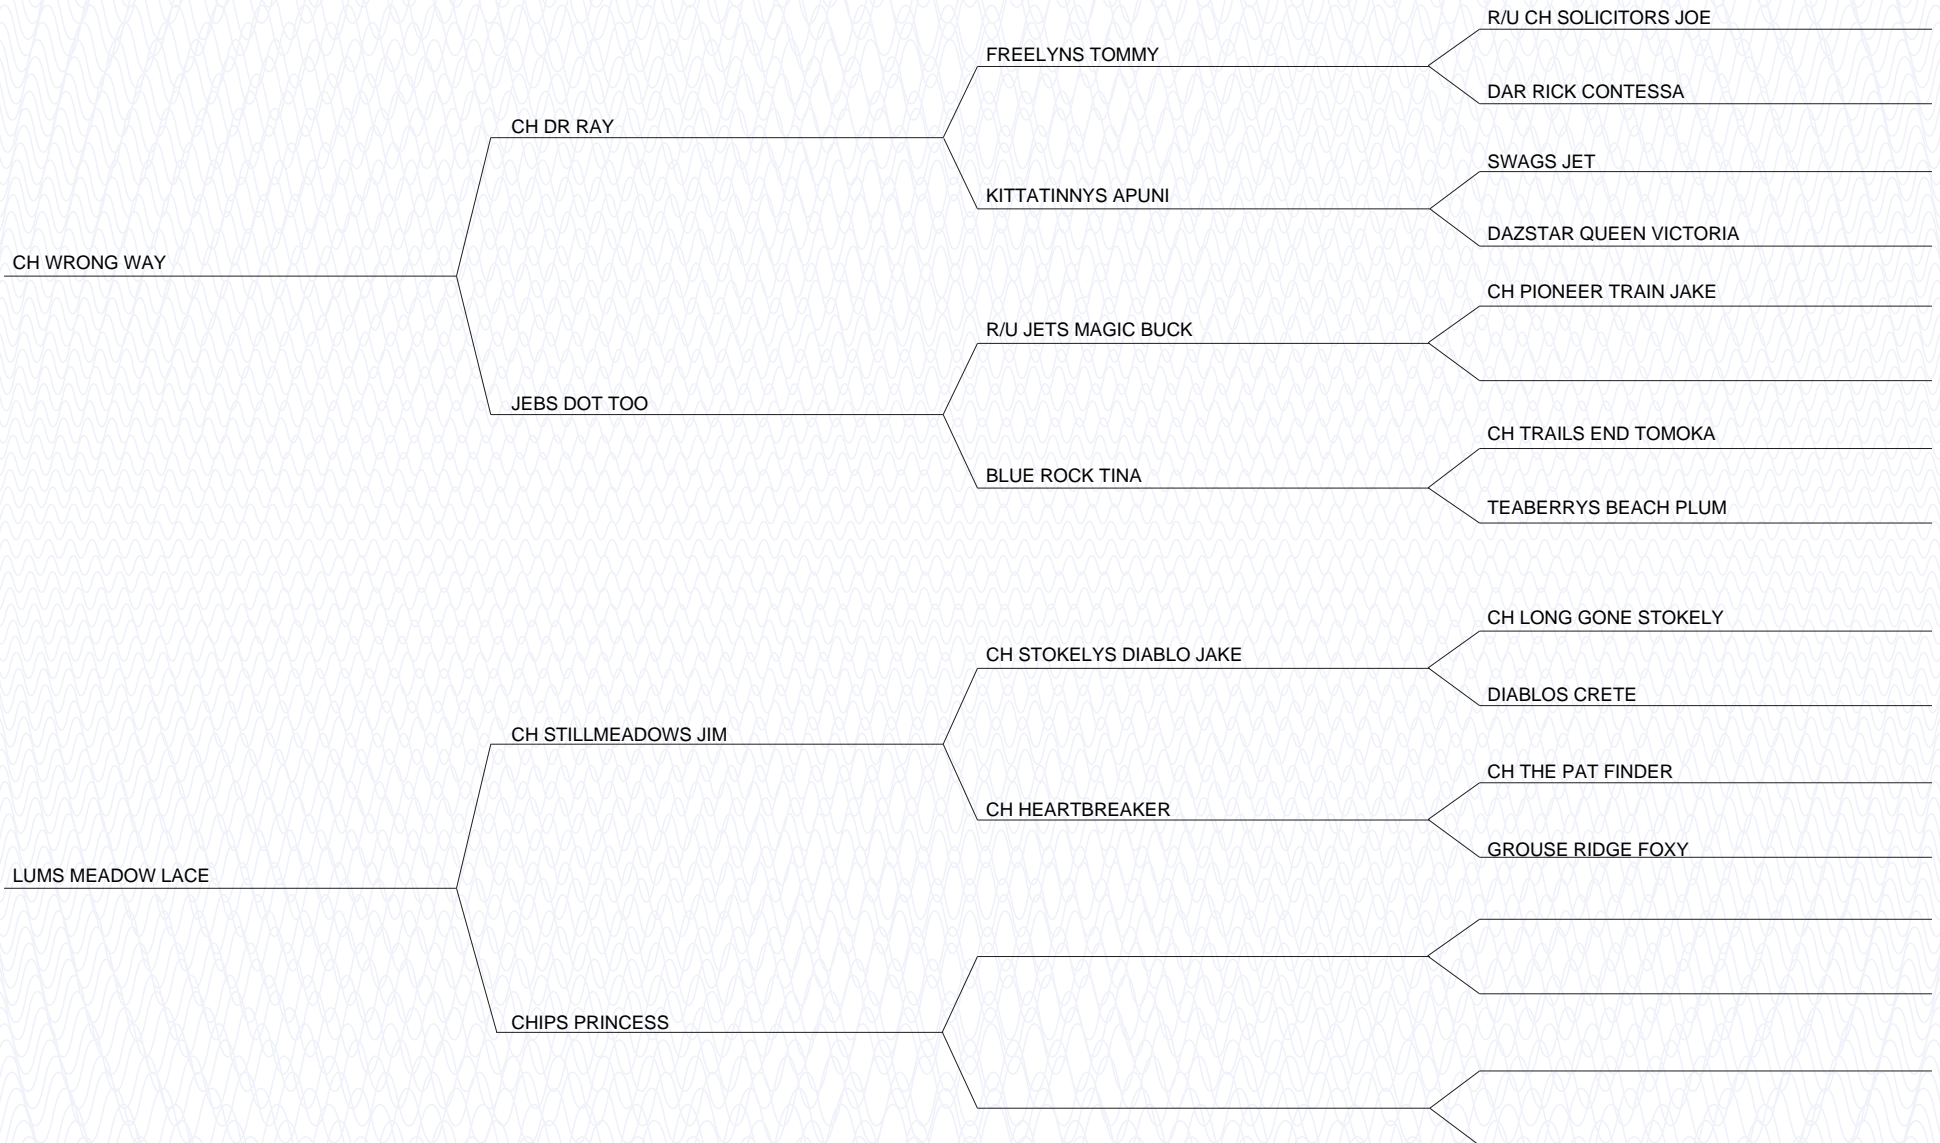 R/U CH SOLICITORS JOE
FREELYNS TOMMY
DAR RICK CONTESSA
CH DR RAY
SWAGS JET
KITTATINNYS APUNI
DAZSTAR QUEEN VICTORIA
CH WRONG WAY
CH PIONEER TRAIN JAKE
R/U JETS MAGIC BUCK
JEBS DOT TOO
CH TRAILS END TOMOKA
BLUE ROCK TINA
TEABERRYS BEACH PLUM
CH LONG GONE STOKELY
CH STOKELYS DIABLO JAKE
DIABLOS CRETE
CH STILLMEADOWS JIM
CH THE PAT FINDER
CH HEARTBREAKER
GROUSE RIDGE FOXY
LUMS MEADOW LACE
CHIPS PRINCESS